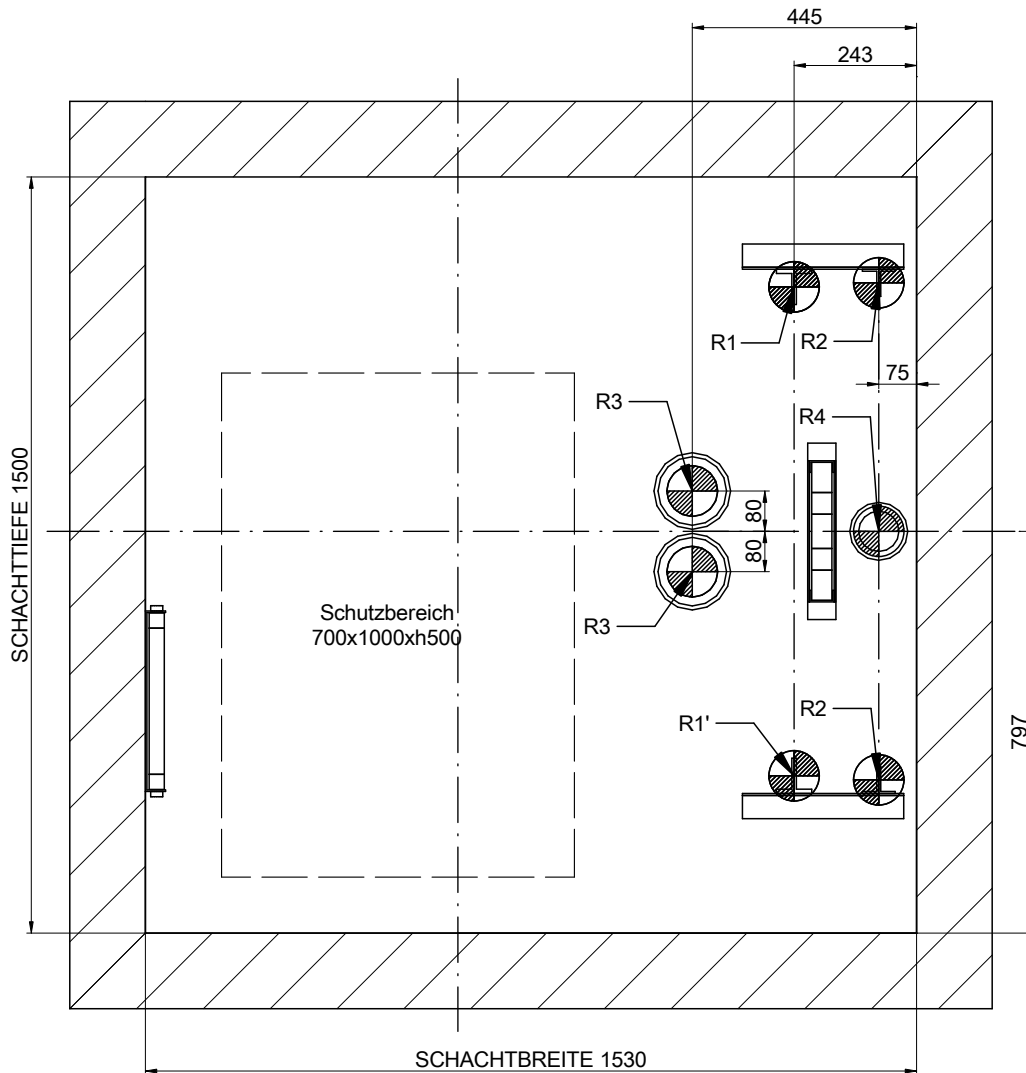 445
243
R1
R2
75
R3
R4
80
80
SCHACHTTIEFE 1500
Schutzbereich
700x1000xh500
R3
R1'
R2
797
SCHACHTBREITE 1530